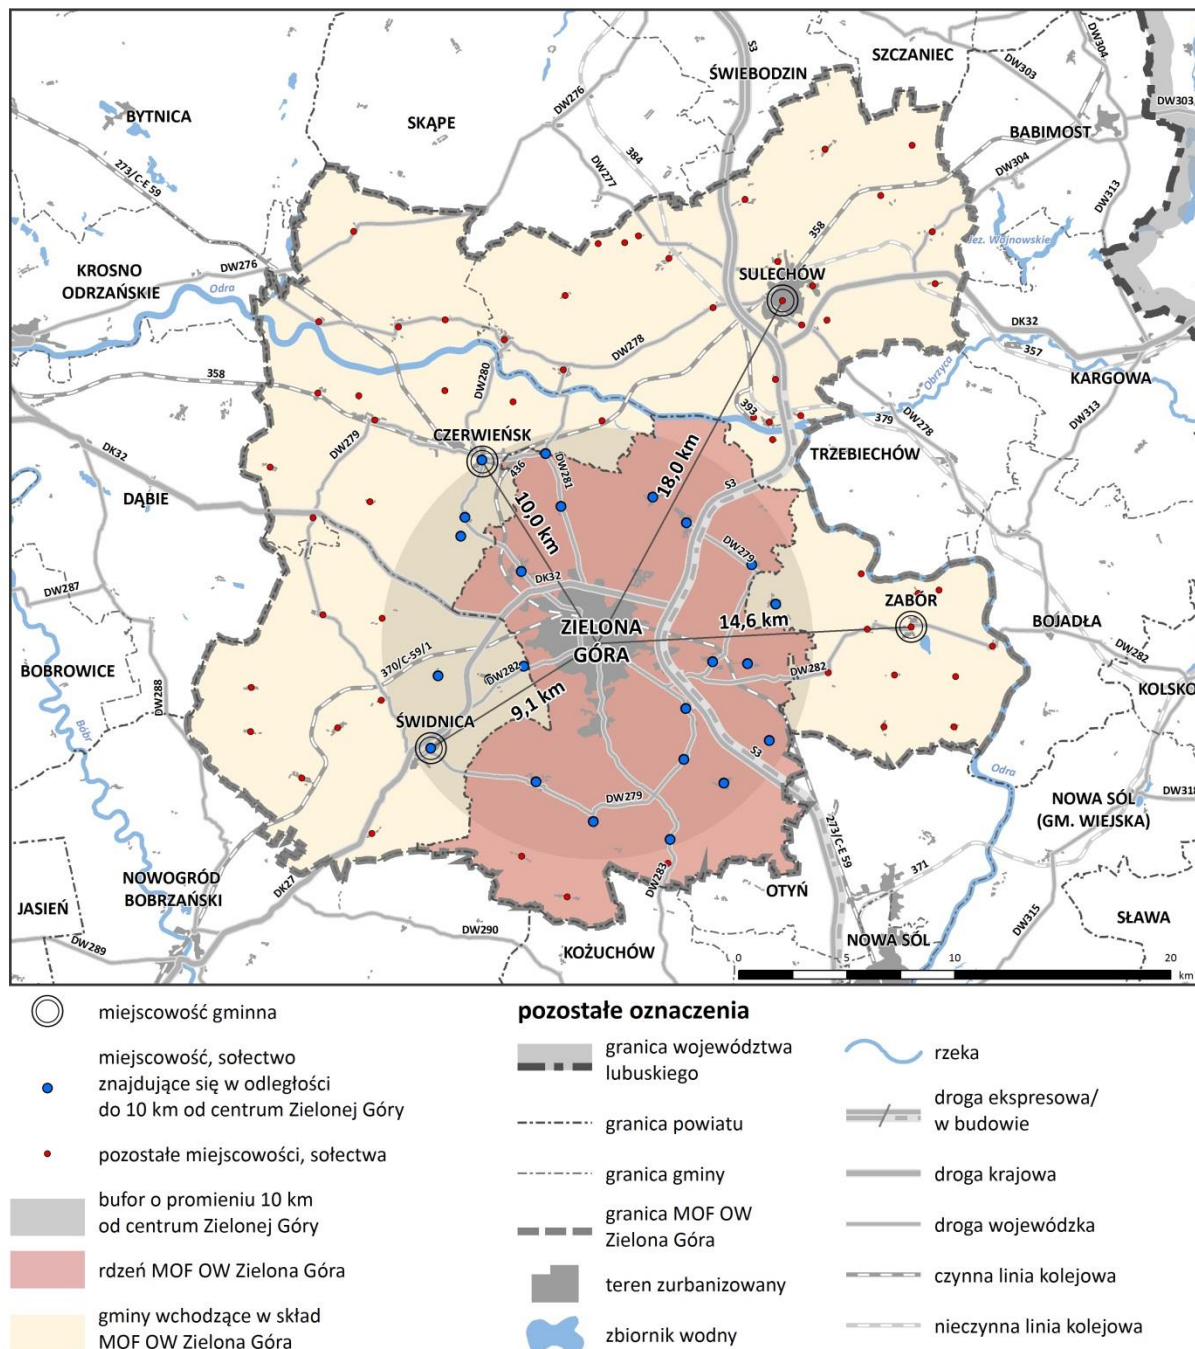 S3
SZCZANIEC
DW304
DW303
ŚWIEBODZIN
DW276
DW303
BYTNICA
SKĄPE
BABIMOST
384
DW304
273/C-E 59
DW277
DW313
358
Jez. Wojnowskie
KROSNO
ODRZAŃSKIE
DW276
Odra
SULECHÓW
DK32
DW278
357
358
DW280
Obrzyca
KARGOWA
393
379
DW278
DW313
DW279
CZERWIEŃSK
DK32
436
DW281
TRZEBIECHÓW
18,0 km
S3
DĄBIE
10,0 km
DW279
DK32
DW287
ZABÓR
ZIELONA
GÓRA
14,6 km
BOJADŁA
370/C-59/1
DW282
DW282
DW282
BOBROWICE
DW288
9,1 km
KOLSKO
ŚWIDNICA
Bóbr
S3
Odra
DW279
NOWA SÓL
(GM. WIEJSKA)
DW318
273/C-E 59
371
NOWOGRÓD
BOBRZAŃSKI
DK27
DW283
OTYŃ
JASIEŃ
DW315
SŁAWA
DW290
DW289
KOŻUCHÓW
NOWA SÓL
0 5 10 20
km
miejscowość gminna
miejscowość, sołectwo
znajdujące się w odległości
do 10 km od centrum Zielonej Góry
pozostałe miejscowości, sołectwa
bufor o promieniu 10 km
od centrum Zielonej Góry
rdzeń MOF OW Zielona Góra
gminy wchodzące w skład
MOF OW Zielona Góra
pozostałe oznaczenia
granica województwa
lubuskiego
granica powiatu
granica gminy
granica MOF OW
Zielona Góra
teren zurbanizowany
zbiornik wodny
rzeka
droga ekspresowa/
w budowie
droga krajowa
droga wojewódzka
czynna linia kolejowa
nieczynna linia kolejowa